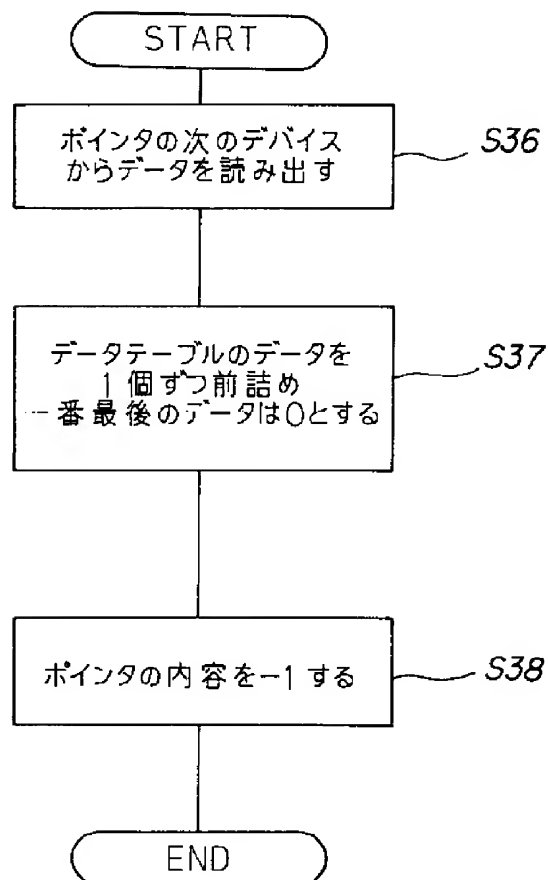 START
ポインタの次のデバイス
からデータを読み出す
S36
データテーブルのデータを
1個ずつ前詰め
一番最後のデータは0とする
S37
ポインタの内容を-1する
S38
END